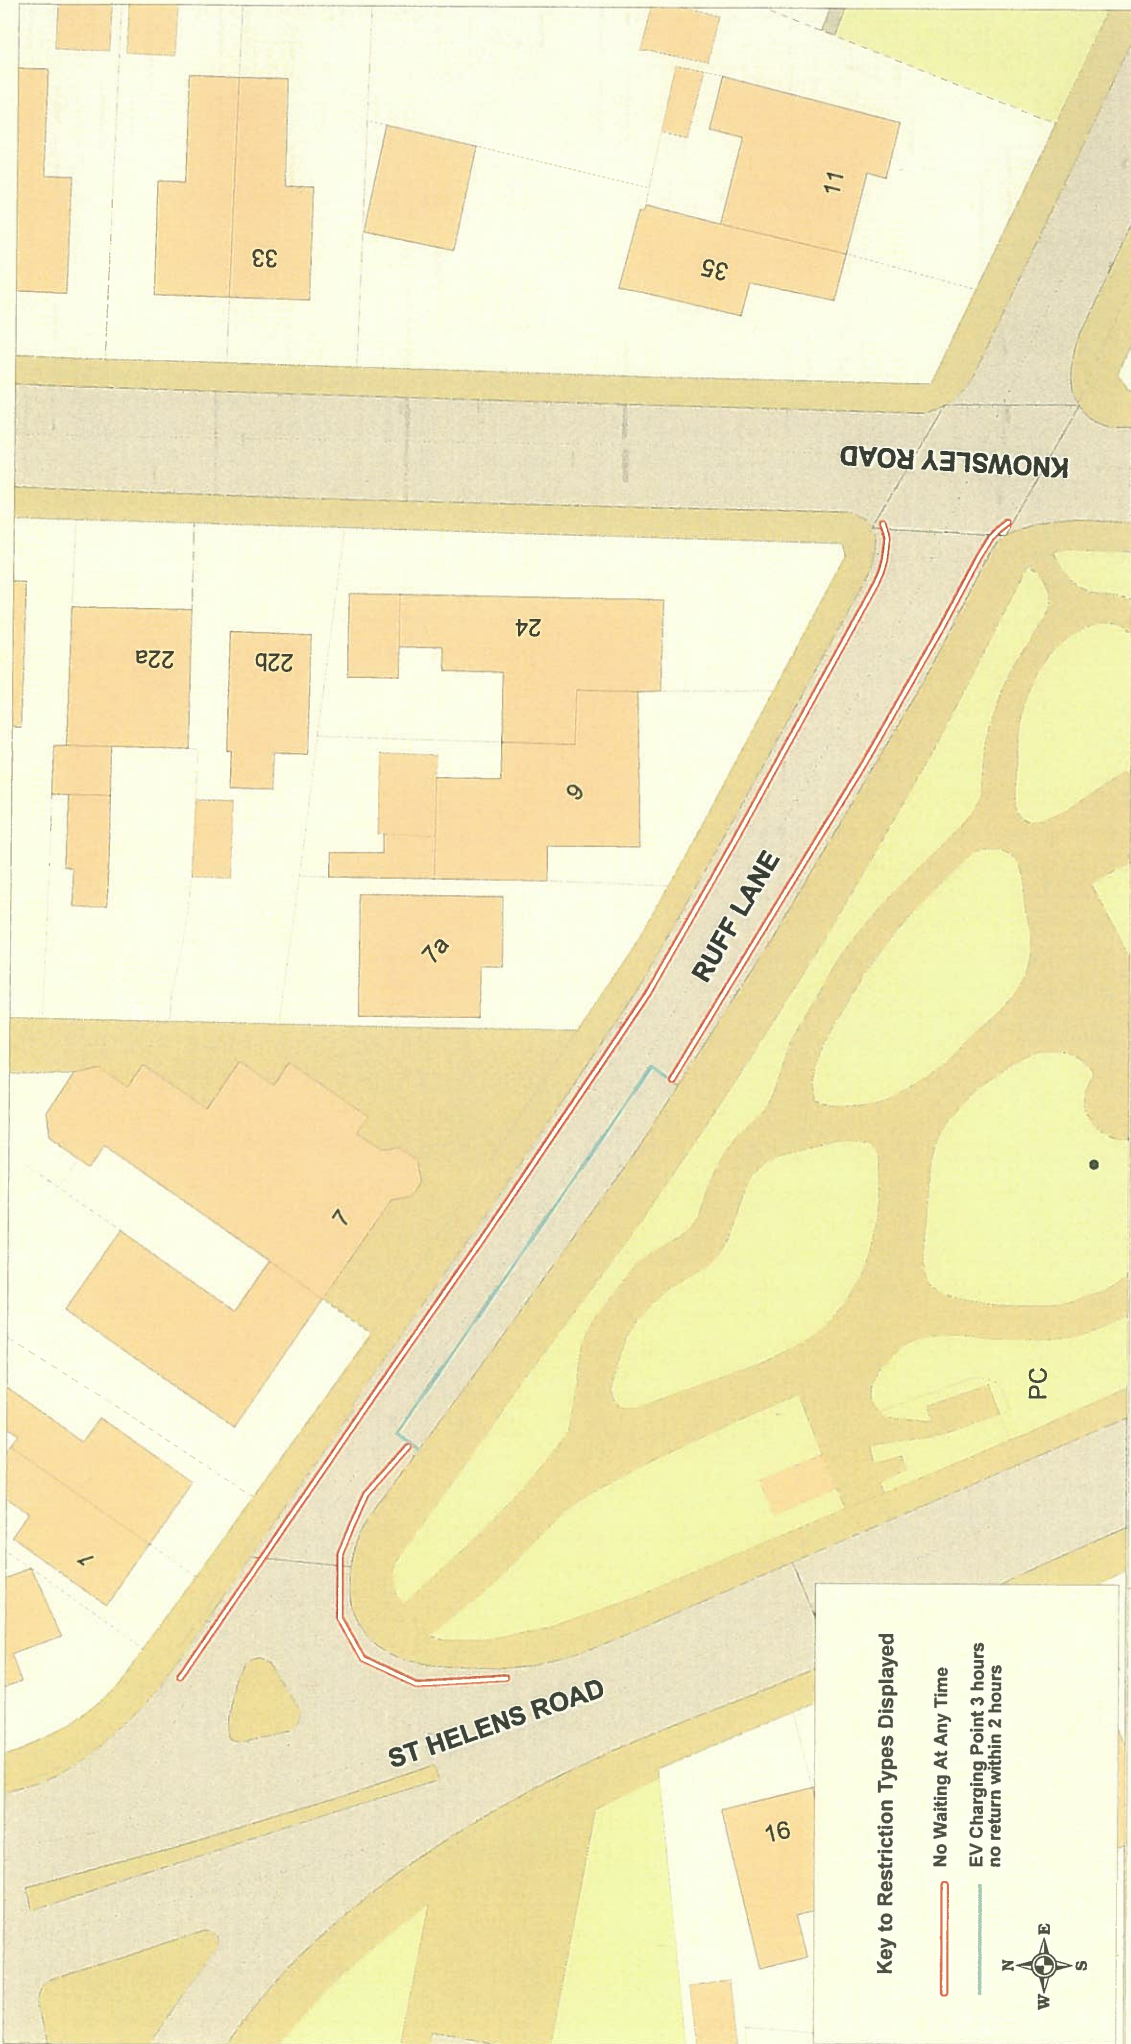 33
35
11
KNOWSLEY ROAD
22a
22b
24
9
7a
RUFF LANE
7
1
PC
ST HELENS ROAD
16
Key to Restriction Types Displayed
No Waiting At Any Time
EV Charging Point 3 hours
no return within 2 hours
N
W E
S